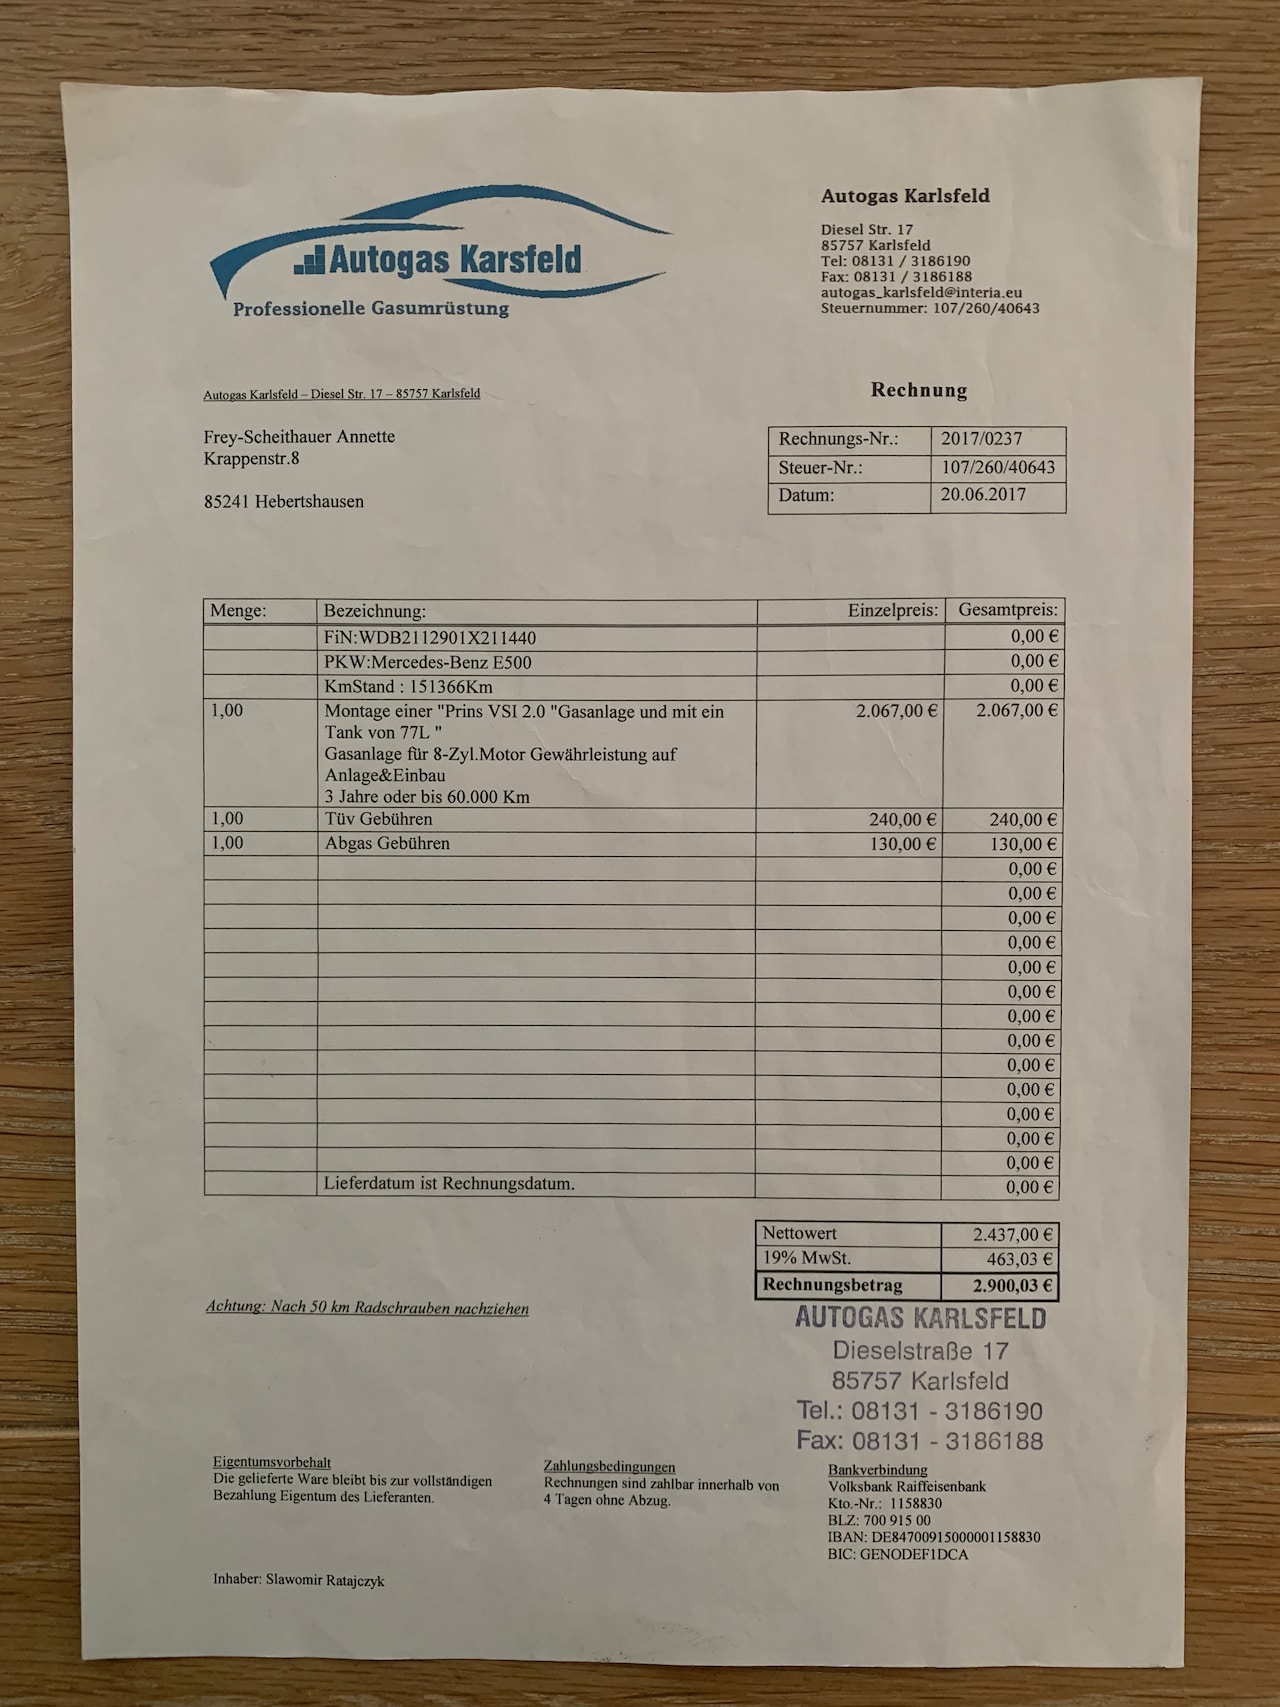 Autogas Karsfeld
Professionelle Gasumrüstung
Autogas Karlsfeld
Diesel Str. 17
85757 Karlsfeld
Tel: 08131 / 3186190
Fax: 08131 / 3186188
autogas_karlsfeld@interia.eu
Steuernummer: 107/260/40643
Autogas Karlsfeld – Diesel Str. 17 – 85757 Karlsfeld
Rechnung
Frey-Scheithauer Annette
Krappenstr.8
85241 Hebertshausen
Rechnungs-Nr.: 2017/0237
Steuer-Nr.: 107/260/40643
Datum: 20.06.2017
Menge: Bezeichnung: Einzelpreis: Gesamtpreis:
FiN:WDB2112901X211440 0,00 €
PKW:Mercedes-Benz E500 0,00 €
KmStand : 151366Km 0,00 €
1,00 Montage einer "Prins VSI 2.0 "Gasanlage und mit ein 2.067,00 € 2.067,00 €
Tank von 77L "
Gasanlage für 8-Zyl.Motor Gewährleistung auf
Anlage&Einbau
3 Jahre oder bis 60.000 Km
1,00 Tüv Gebühren 240,00 € 240,00 €
1,00 Abgas Gebühren 130,00 € 130,00 €
0,00 €
0,00 €
0,00 €
0,00 €
0,00 €
0,00 €
0,00 €
0,00 €
0,00 €
0,00 €
0,00 €
0,00 €
0,00 €
Lieferdatum ist Rechnungsdatum. 0,00 €
Nettowert 2.437,00 €
19% MwSt. 463,03 €
Rechnungsbetrag 2.900,03 €
Achtung: Nach 50 km Radschrauben nachziehen
AUTOGAS KARLSFELD
Dieselstraße 17
85757 Karlsfeld
Tel.: 08131 - 3186190
Fax: 08131 - 3186188
Eigentumsvorbehalt
Die gelieferte Ware bleibt bis zur vollständigen
Bezahlung Eigentum des Lieferanten.
Zahlungsbedingungen
Rechnungen sind zahlbar innerhalb von
4 Tagen ohne Abzug.
Bankverbindung
Volksbank Raiffeisenbank
Kto.-Nr.: 1158830
BLZ: 700 915 00
IBAN: DE84700915000001158830
BIC: GENODEF1DCA
Inhaber: Slawomir Ratajczyk